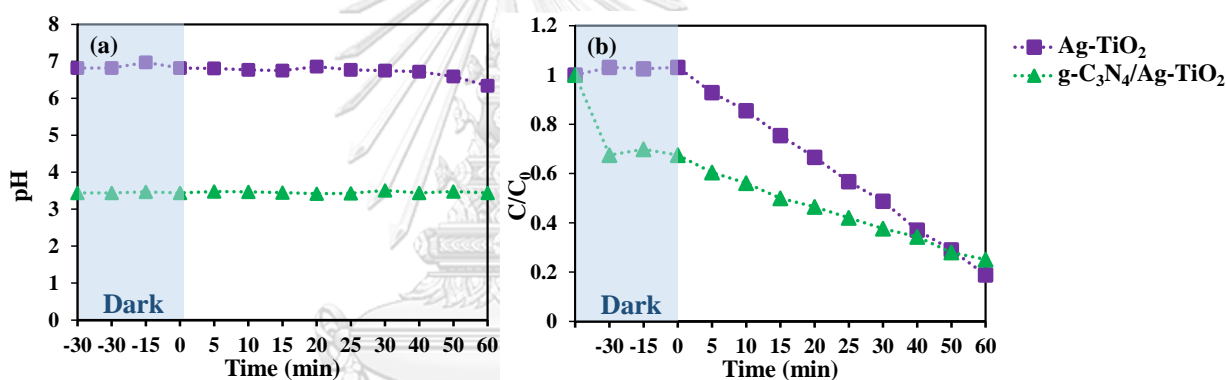 (a)
pH
8
7
6
5
4
3
2
1
0
Dark
-30 -30 -15 0 5 10 15 20 25 30 40 50 60
Time (min)
(b)
C/C₀
1.2
1
0.8
0.6
0.4
0.2
0
Dark
-30 -15 0 5 10 15 20 25 30 40 50 60
Time (min)
Ag-TiO₂
g-C₃N₄/Ag-TiO₂